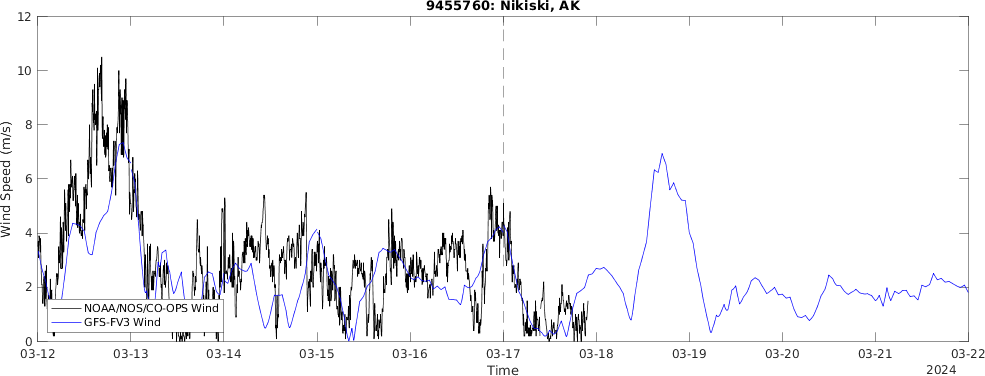 9455760: Nikiski, AK
Wind Speed (m/s)
12
10
8
6
4
2
0
NOAA/NOS/CO-OPS Wind
GFS-FV3 Wind
03-12 03-13 03-14 03-15 03-16 03-17 03-18 03-19 03-20 03-21 03-22
Time
2024